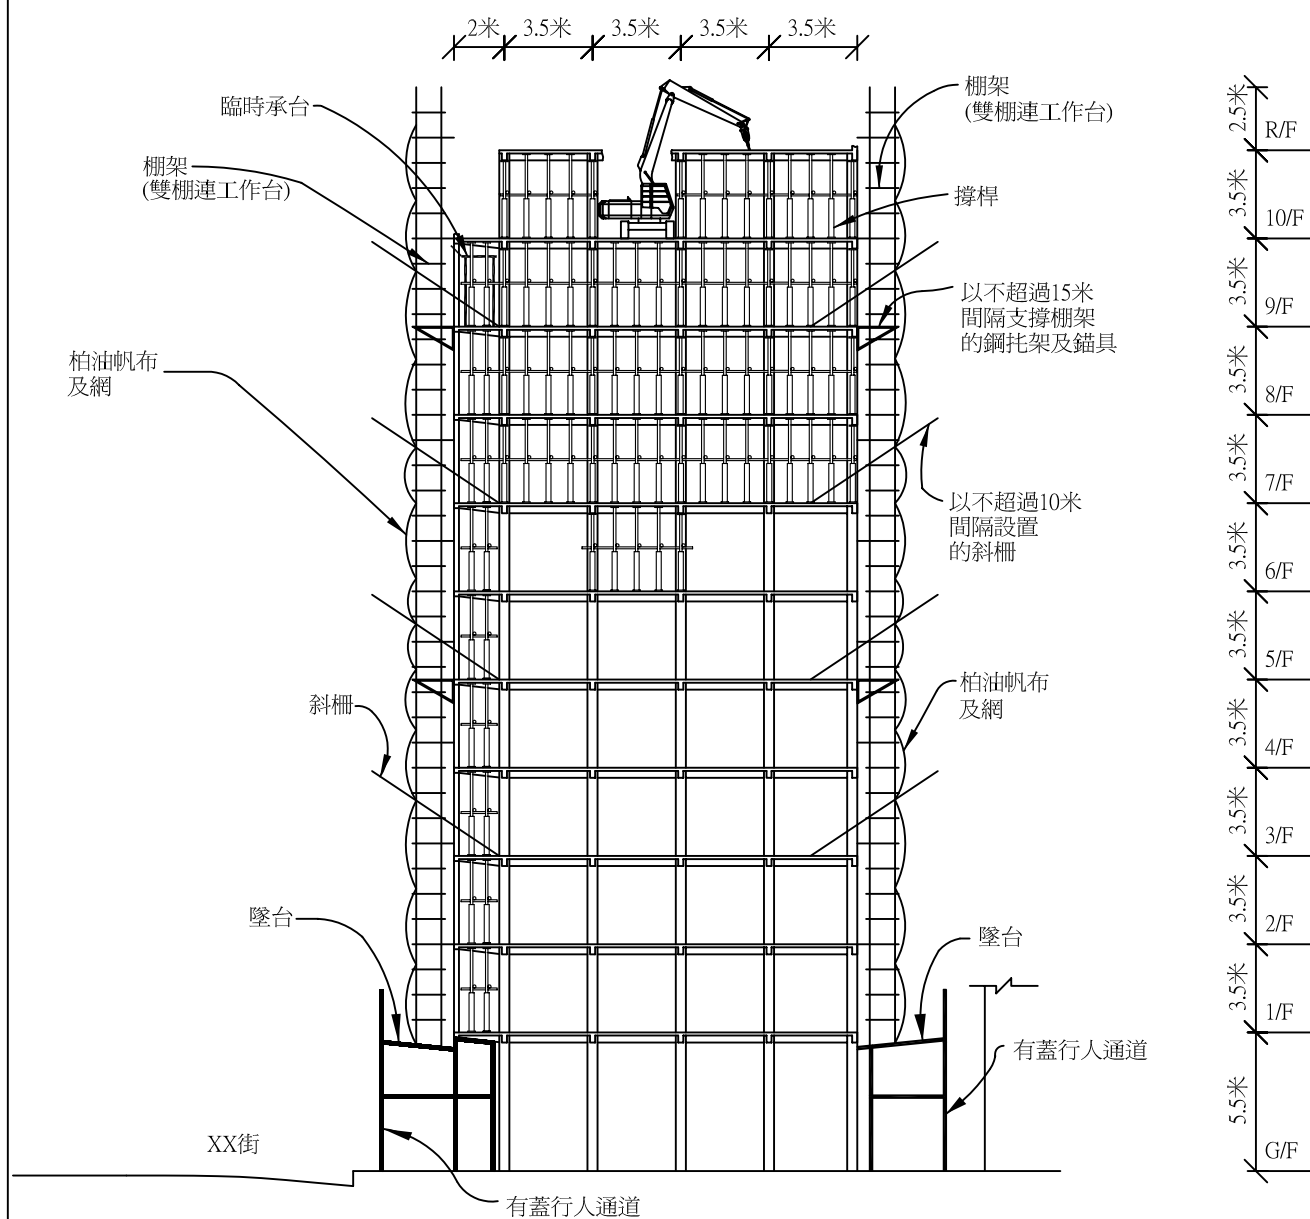 2米
3.5米
3.5米
3.5米
3.5米
臨時承台
棚架
(雙棚連工作台)
棚架
(雙棚連工作台)
撐桿
以不超過15米
間隔支撐棚架
的鋼托架及錨具
柏油帆布
及網
以不超過10米
間隔設置
的斜柵
斜柵
柏油帆布
及網
墜台
墜台
有蓋行人通道
XX街
有蓋行人通道
2.5米
R/F
3.5米
10/F
3.5米
9/F
3.5米
8/F
3.5米
7/F
3.5米
6/F
3.5米
5/F
3.5米
4/F
3.5米
3/F
3.5米
2/F
3.5米
1/F
5.5米
G/F